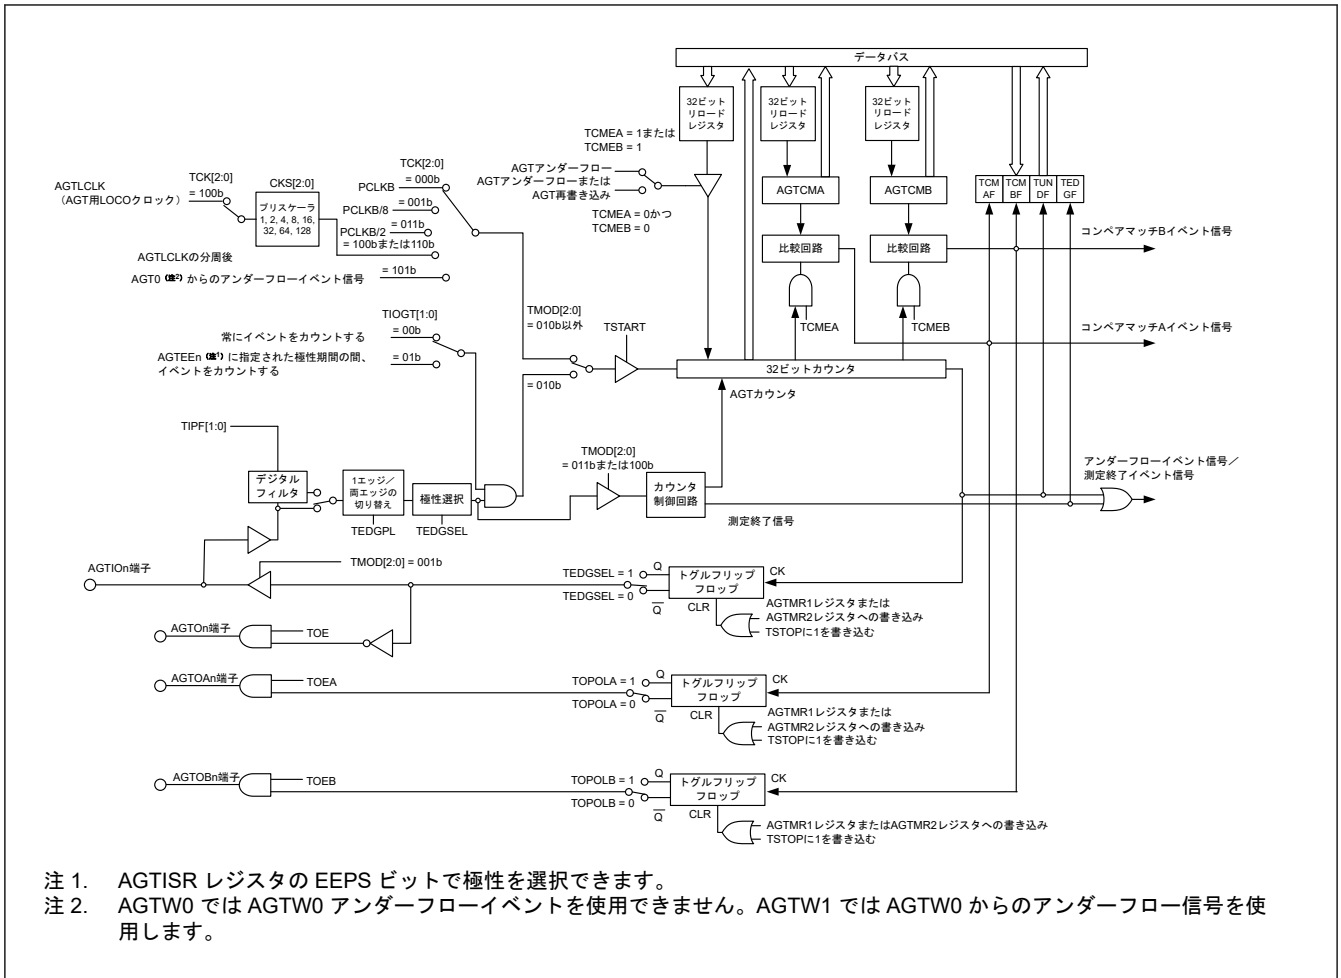 データバス
32ビット
リロード
レジスタ
32ビット
リロード
レジスタ
32ビット
リロード
レジスタ
TCMEA = 1または
TCMEB = 1
AGTアンダーフロー
AGTアンダーフローまたは
AGT再書き込み
TCMEA = 0かつ
TCMEB = 0
AGTCMA
AGTCMB
TCM
AF
TCM
BF
TUN
DF
TED
GF
比較回路
比較回路
TCMEA
TCMEB
コンペアマッチBイベント信号
コンペアマッチAイベント信号
AGTLCLK
（AGT用LOCOクロック）
TCK[2:0]
= 100b
CKS[2:0]
プリスケーラ
1, 2, 4, 8, 16,
32, 64, 128
TCK[2:0]
PCLKB
= 000b
PCLKB/8
= 001b
PCLKB/2
= 011b
= 100bまたは110b
AGTLCLKの分周後
AGT0 (注2) からのアンダーフローイベント信号
= 101b
TIOGT[1:0]
常にイベントをカウントする
= 00b
AGTEEn (注1) に指定された極性期間の間、
イベントをカウントする
= 01b
TMOD[2:0]
= 010b以外
= 010b
TSTART
32ビットカウンタ
AGTカウンタ
TIPF[1:0]
デジタル
フィルタ
1エッジ／
両エッジの
切り替え
極性選択
TEDGPL
TEDGSEL
TMOD[2:0]
= 011bまたは100b
カウンタ
制御回路
測定終了信号
アンダーフローイベント信号／
測定終了イベント信号
AGTIOn端子
TMOD[2:0] = 001b
TEDGSEL = 1
TEDGSEL = 0
Q
Q
トグルフリップ
フロップ
CK
CLR
AGTMR1レジスタまたは
AGTMR2レジスタへの書き込み
TSTOPに1を書き込む
AGTOn端子
TOE
AGTOAn端子
TOEA
TOPOLA = 1
TOPOLA = 0
Q
Q
トグルフリップ
フロップ
CK
CLR
AGTMR1レジスタまたは
AGTMR2レジスタへの書き込み
TSTOPに1を書き込む
AGTOBn端子
TOEB
TOPOLB = 1
TOPOLB = 0
Q
Q
トグルフリップ
フロップ
CK
CLR
AGTMR1レジスタまたはAGTMR2レジスタへの書き込み
TSTOPに1を書き込む
注 1. AGTISR レジスタの EEPS ビットで極性を選択できます。
注 2. AGTW0 では AGTW0 アンダーフローイベントを使用できません。AGTW1 では AGTW0 からのアンダーフロー信号を使
用します。